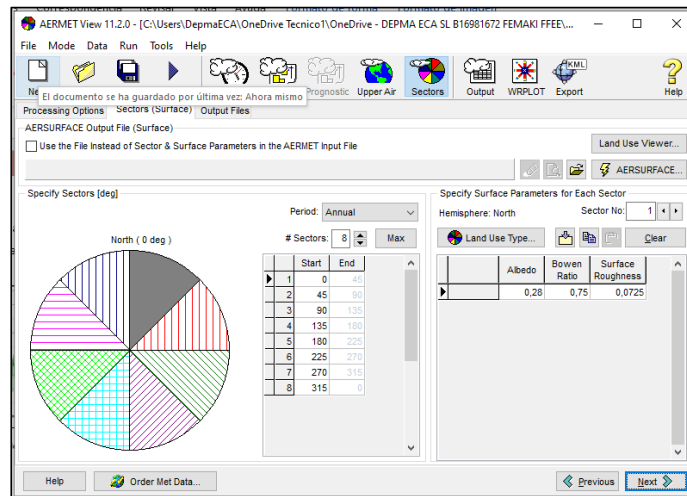 AERMET View 11.2.0 - [C:\Users\DepmaECA\OneDrive Tecnico1\OneDrive - DEPMA ECA SL B16981672 FEMAKI FFEE\...
File Mode Data Run Tools Help
Prognostic Upper Air Sectors Output WRPLOT Export Help
KML
El documento se ha guardado por última vez: Ahora mismo
Processing Options Sectors (Surface) Output Files
AERSURFACE Output File (Surface)
Use the File Instead of Sector & Surface Parameters in the AERMET Input File
Land Use Viewer...
AERSURFACE...
Specify Sectors [deg]
Period: Annual
North ( 0 deg )
# Sectors: 8 Max
Start End
1 0 45
2 45 90
3 90 135
4 135 180
5 180 225
6 225 270
7 270 315
8 315 0
Specify Surface Parameters for Each Sector
Hemisphere: North Sector No: 1
Land Use Type... Clear
Albedo Bowen Ratio Surface Roughness
0,28 0,75 0,0725
Help Order Met Data... Previous Next